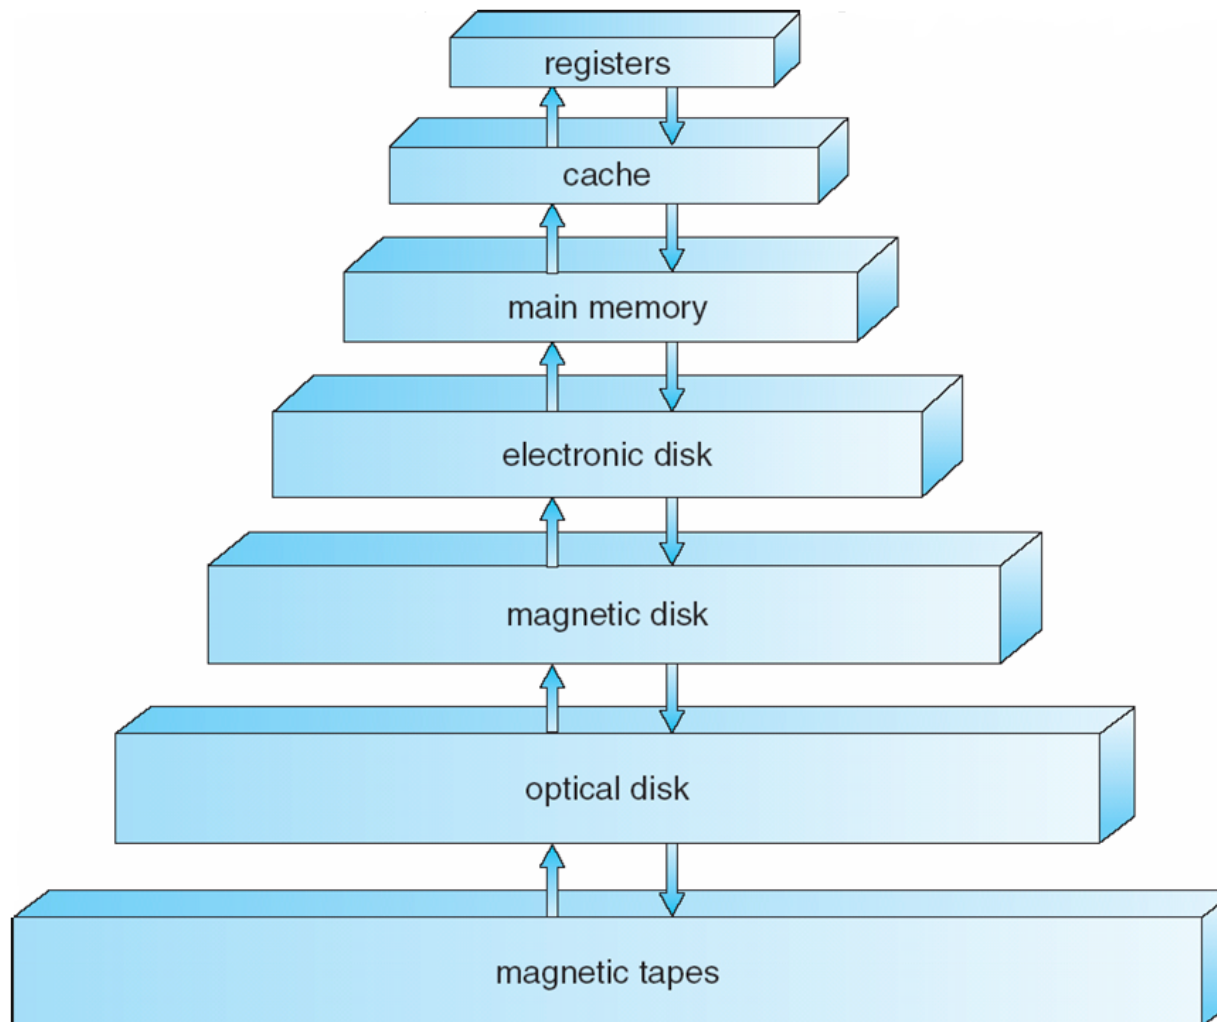 registers
cache
main memory
electronic disk
magnetic disk
optical disk
magnetic tapes